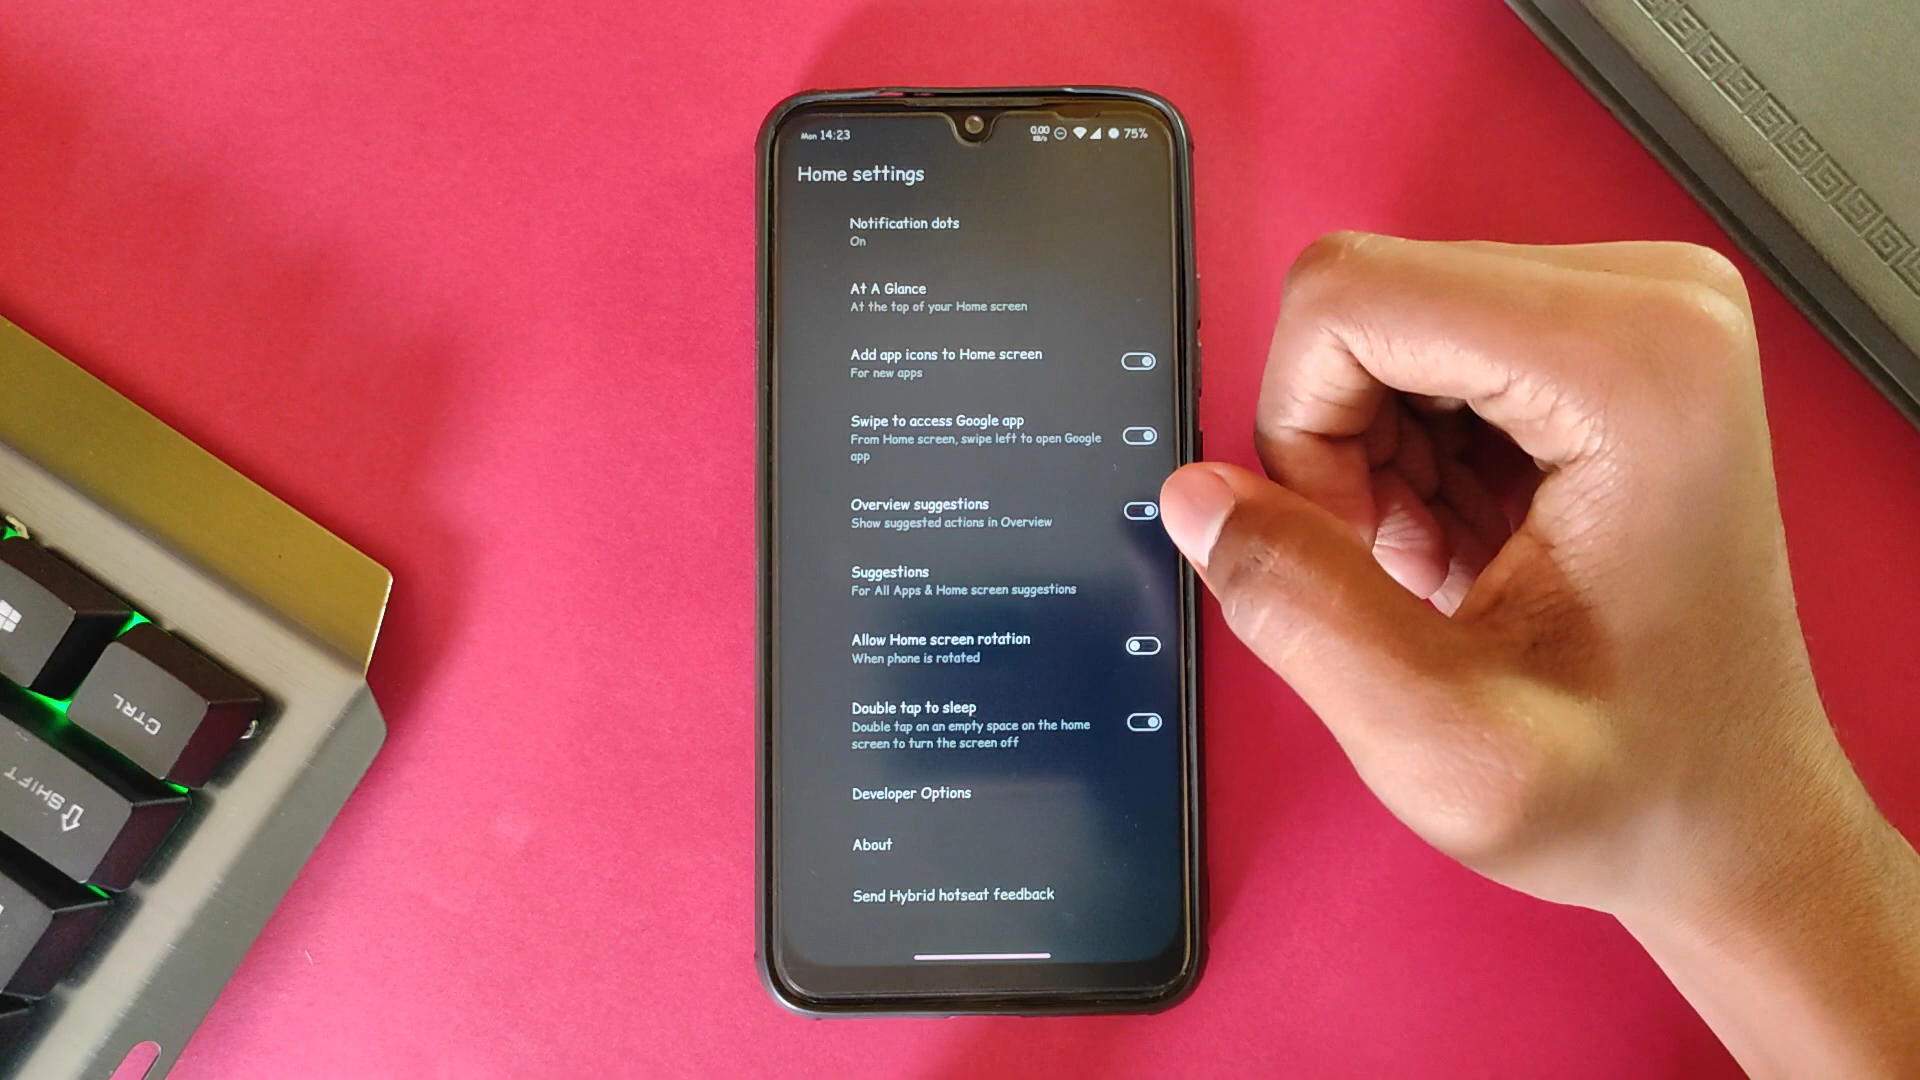 Mon 14:23
0.00
KB/s
75%
Home settings
Notification dots
On
At A Glance
At the top of your Home screen
Add app icons to Home screen
For new apps
Swipe to access Google app
From Home screen, swipe left to open Google
app
Overview suggestions
Show suggested actions in Overview
Suggestions
For All Apps & Home screen suggestions
Allow Home screen rotation
When phone is rotated
Double tap to sleep
Double tap on an empty space on the home
screen to turn the screen off
Developer Options
About
Send Hybrid hotseat feedback
CTRL
SHIFT